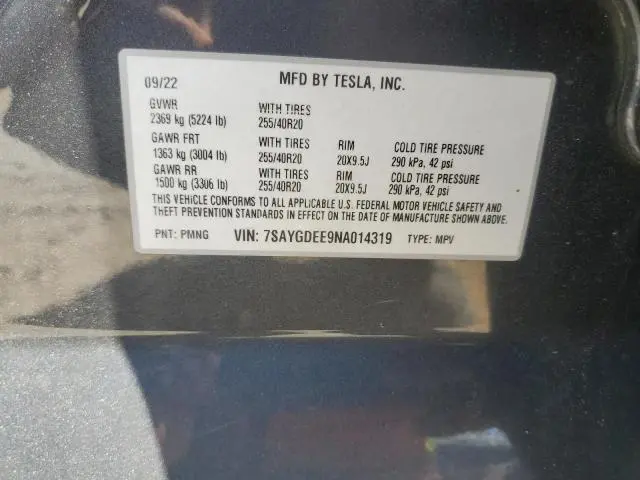 09/22 MFD BY TESLA, INC.
GVWR WITH TIRES
2369 kg (5224 lb) 255/40R20
GAWR FRT WITH TIRES RIM COLD TIRE PRESSURE
1363 kg (3004 lb) 255/40R20 20X9.5J 290 kPa, 42 psi
GAWR RR WITH TIRES RIM COLD TIRE PRESSURE
1500 kg (3306 lb) 255/40R20 20X9.5J 290 kPa, 42 psi
THIS VEHICLE CONFORMS TO ALL APPLICABLE U.S. FEDERAL MOTOR VEHICLE SAFETY AND
THEFT PREVENTION STANDARDS IN EFFECT ON THE DATE OF MANUFACTURE SHOWN ABOVE.
PNT: PMNG VIN: 7SAYGDEE9NA014319 TYPE: MPV